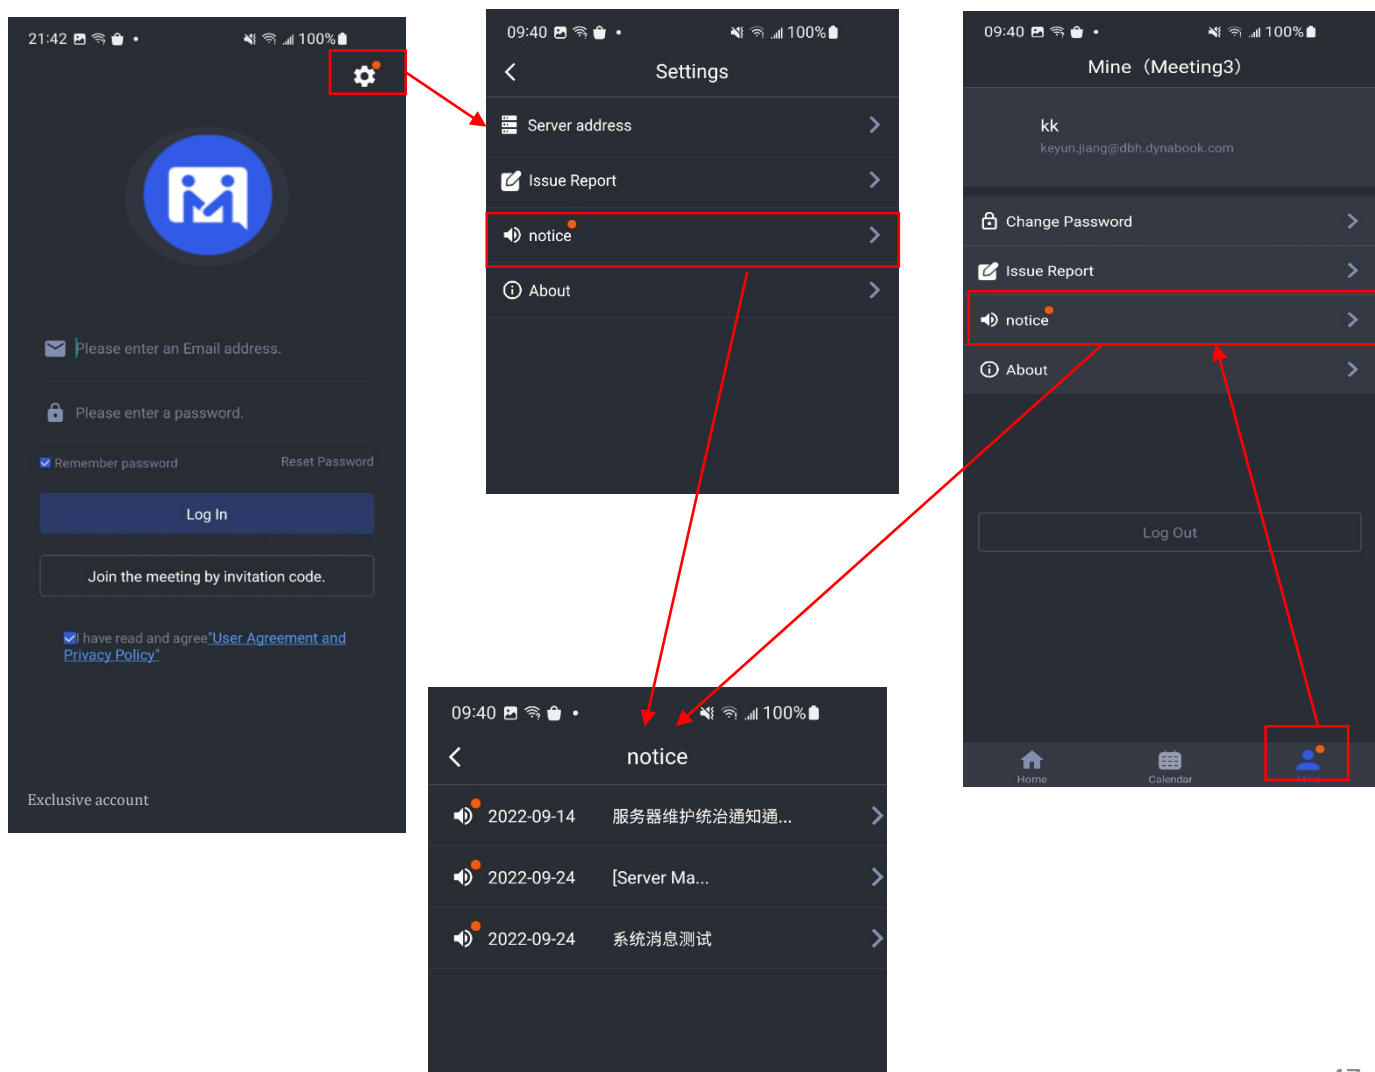 21:42
100%
Please enter an Email address.
Please enter a password.
Remember password
Reset Password
Log In
Join the meeting by invitation code.
I have read and agree"User Agreement and
Privacy Policy"
Exclusive account
09:40
100%
Settings
Server address
Issue Report
notice
About
09:40
100%
Mine（Meeting3）
kk
keyun.jiang@dbh.dynabook.com
Change Password
Issue Report
notice
About
Log Out
Home
Calendar
Mine
09:40
100%
notice
2022-09-14 服务器维护统治通知通...
2022-09-24 [Server Ma...
2022-09-24 系统消息测试